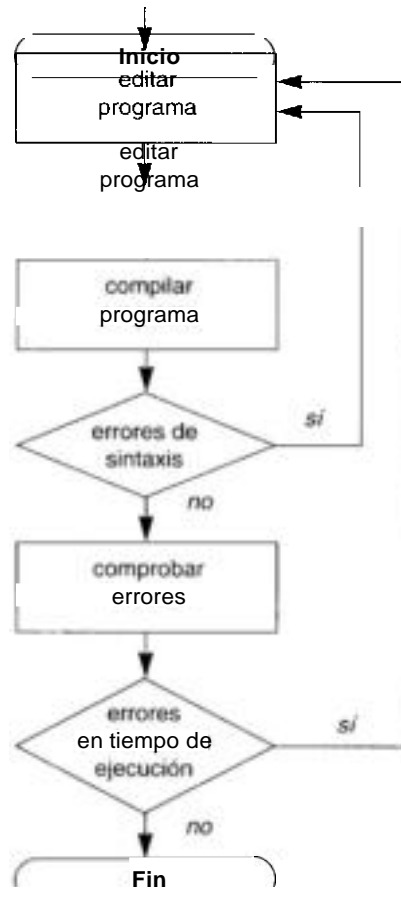 Inicio
editar
programa
editar
programa
compilar
programa
errores de
sintaxis
sí
no
comprobar
errores
errores
en tiempo de
ejecución
sí
no
Fin